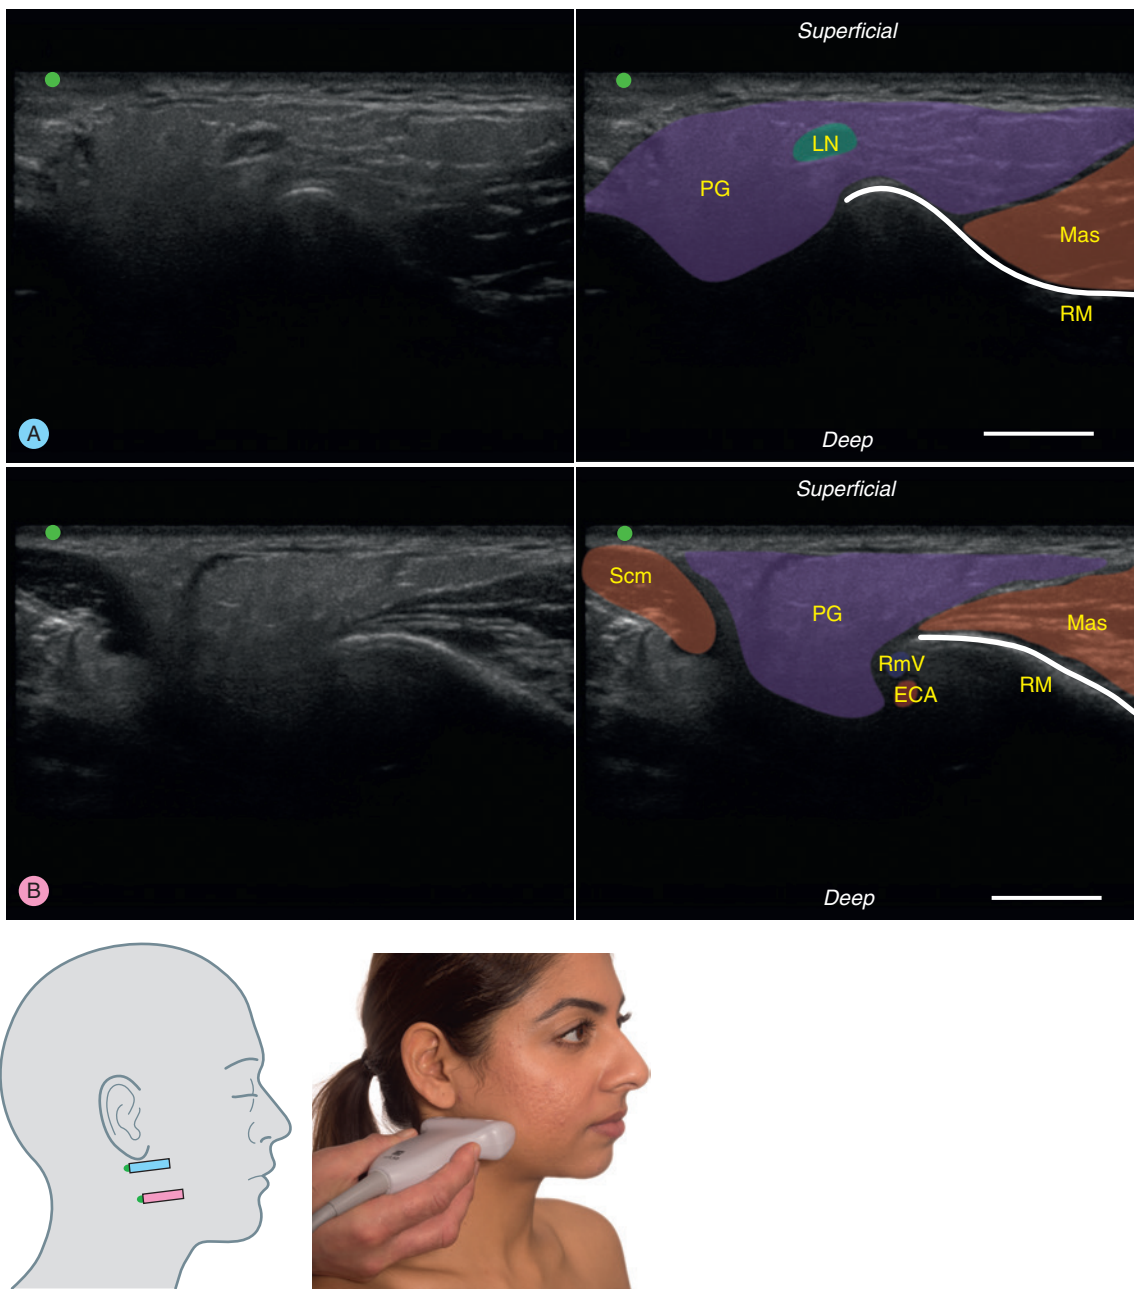 Superficial
LN
PG
Mas
RM
A
Deep
Superficial
Scm
PG
Mas
RmV
RM
ECA
B
Deep